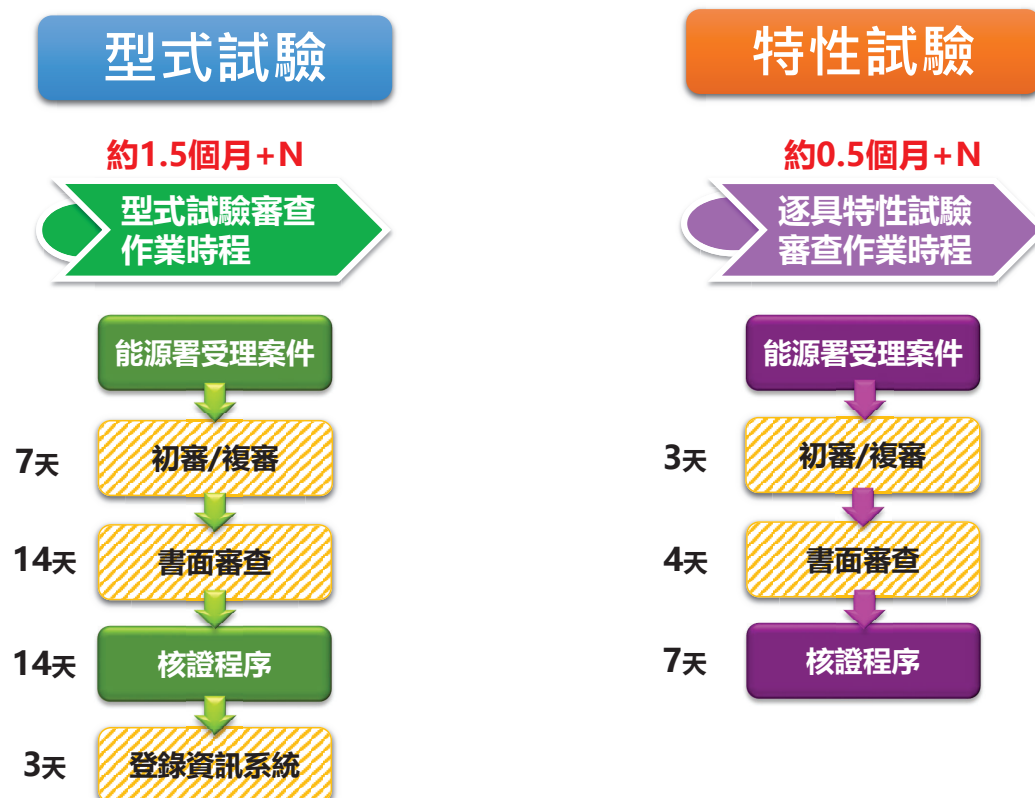 型式試驗
約1.5個月+N
型式試驗審查
作業時程
能源署受理案件
7天
初審/複審
14天
書面審查
14天
核證程序
3天
登錄資訊系統
特性試驗
約0.5個月+N
逐具特性試驗
審查作業時程
能源署受理案件
3天
初審/複審
4天
書面審查
7天
核證程序